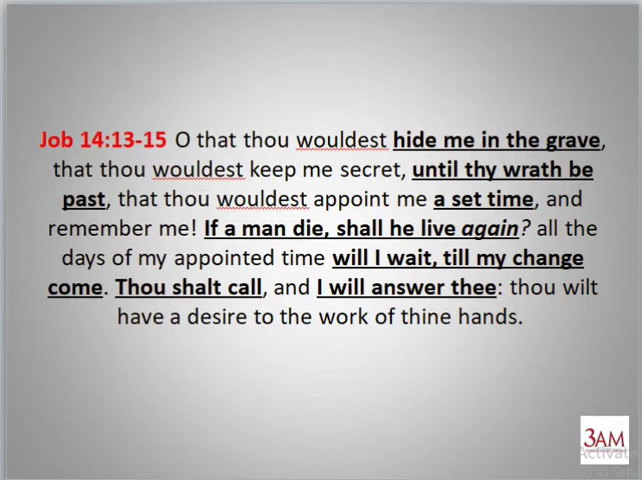 Job 14:13-15 O that thou wouldest hide me in the grave,
that thou wouldest keep me secret, until thy wrath be
past, that thou wouldest appoint me a set time, and
remember me! If a man die, shall he live again? all the
days of my appointed time will I wait, till my change
come. Thou shalt call, and I will answer thee: thou wilt
have a desire to the work of thine hands.
3AM
Activate